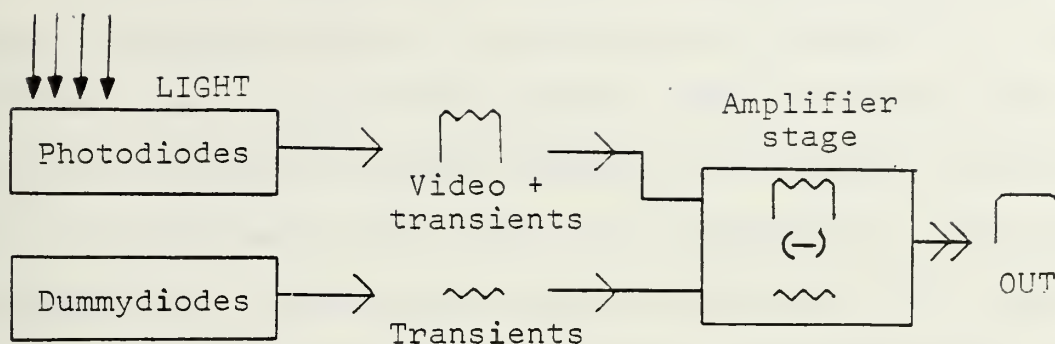 LIGHT
Photodiodes
Video +
transients
Amplifier
stage
(-)
Dummydiodes
Transients
OUT